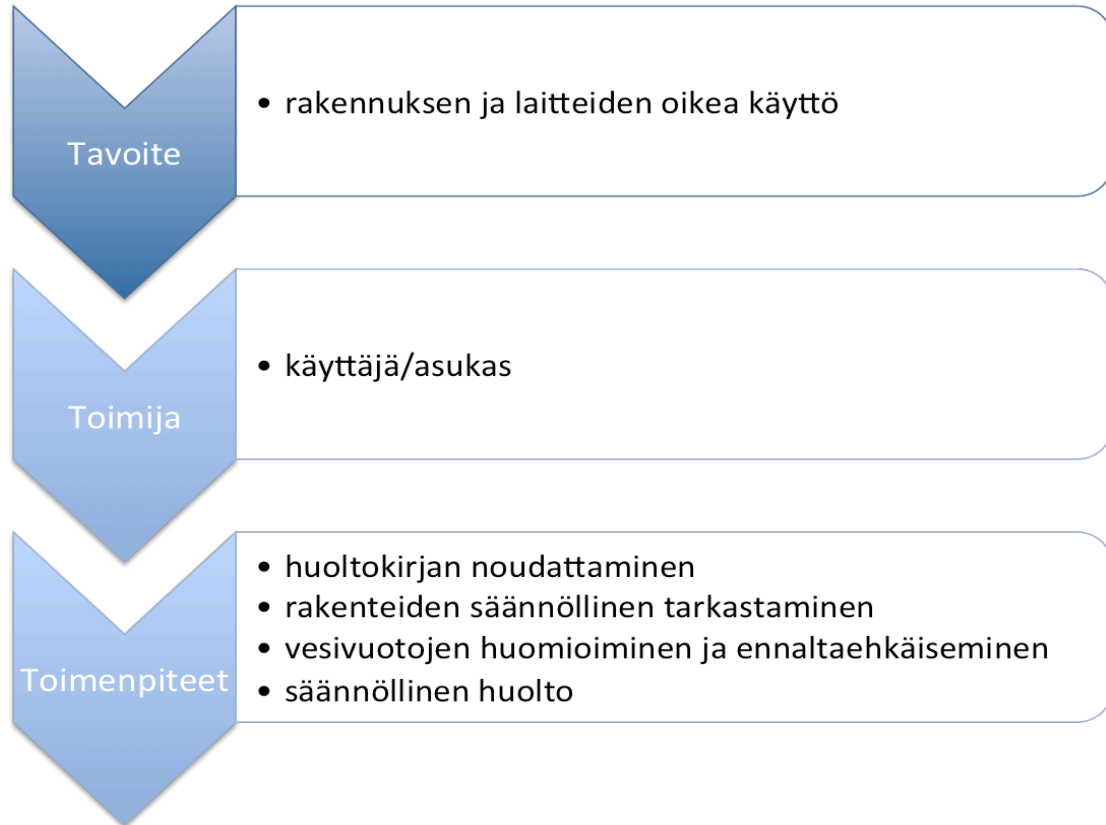 Tavoite
• rakennuksen ja laitteiden oikea käyttö
Toimija
• käyttäjä/asukas
Toimenpiteet
• huoltokirjan noudattaminen
• rakenteiden säännöllinen tarkastaminen
• vesivuotojen huomioiminen ja ennaltaehkäiseminen
• säännöllinen huolto